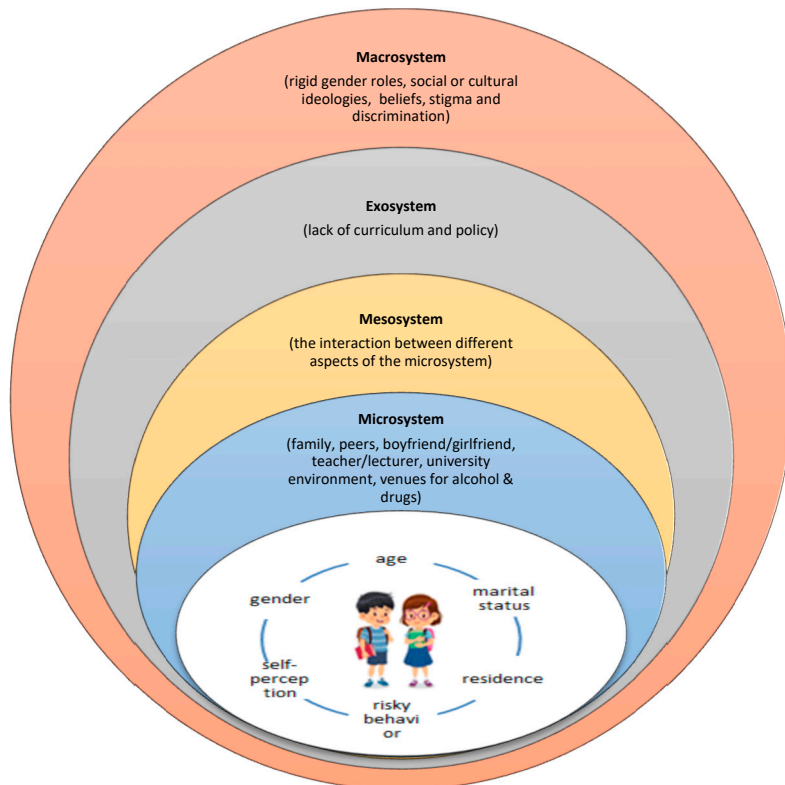 Macrosystem
(rigid gender roles, social or cultural
ideologies, beliefs, stigma and
discrimination)
Exosystem
(lack of curriculum and policy)
Mesosystem
(the interaction between different
aspects of the microsystem)
Microsystem
(family, peers, boyfriend/girlfriend,
teacher/lecturer, university
environment, venues for alcohol &
drugs)
age
gender
marital
status
self-
percep
tion
residence
risky
behavi
or